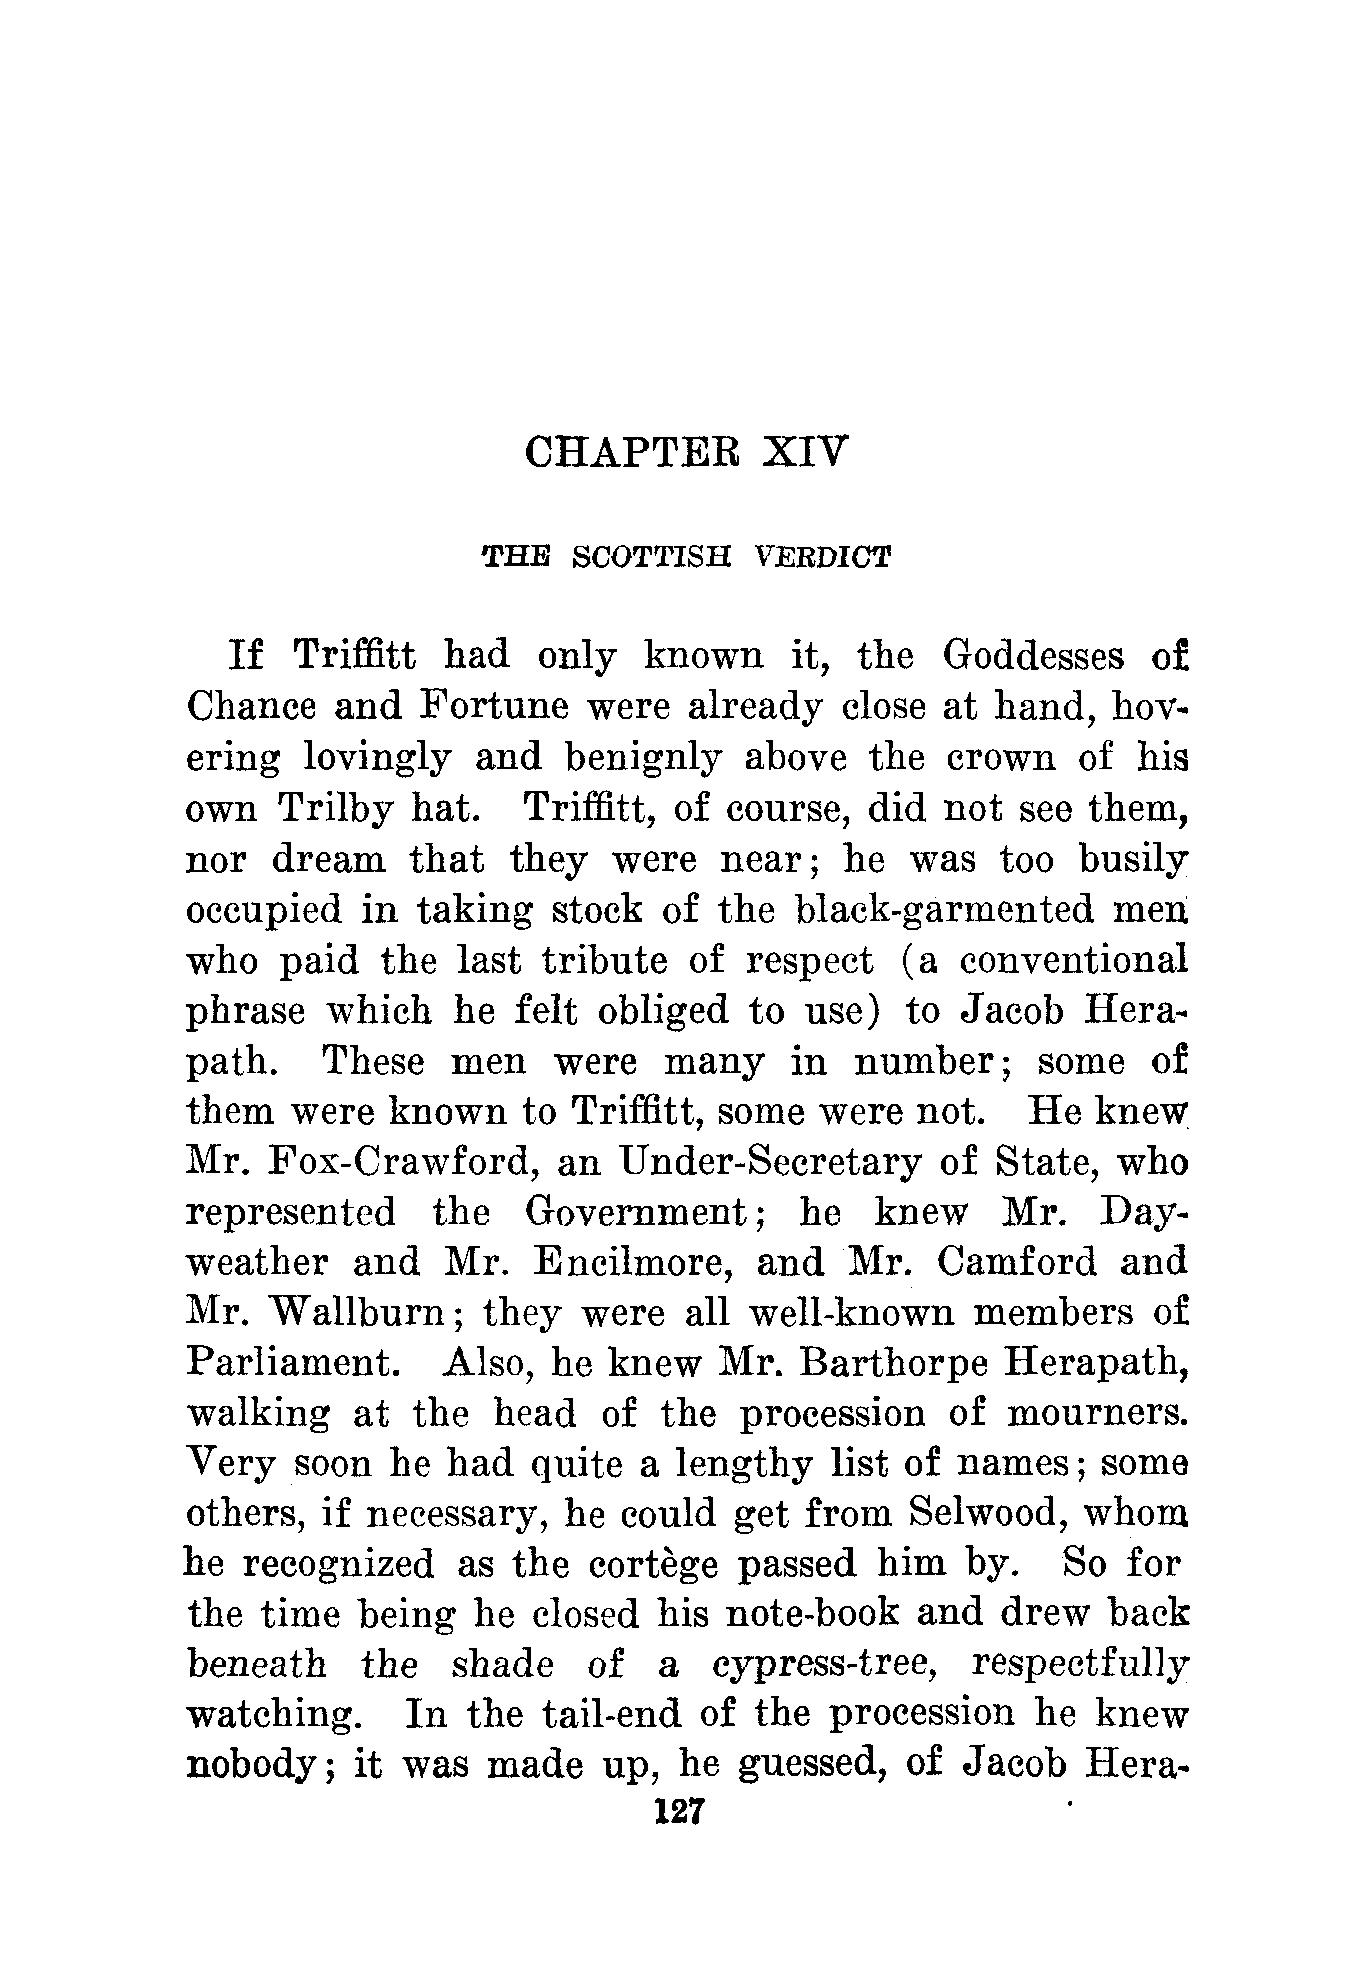 CHAPTER XIV
THE SCOTTISH VERDICT
If Triffitt had only known it, the Goddesses of
Chance and Fortune were already close at hand, hov-
ering lovingly and benignly above the crown of his
own Trilby hat. Triffitt, of course, did not see them,
nor dream that they were near; he was too busily
occupied in taking stock of the black-garmented men
who paid the last tribute of respect (a conventional
phrase which he felt obliged to use) to Jacob Hera-
path. These men were many in number; some of
them were known to Triffitt, some were not. He knew
Mr. Fox-Crawford, an Under-Secretary of State, who
represented the Government; he knew Mr. Day-
weather and Mr. Encilmore, and Mr. Camford and
Mr. Wallburn; they were all well-known members of
Parliament. Also, he knew Mr. Barthorpe Herapath,
walking at the head of the procession of mourners.
Very soon he had quite a lengthy list of names; some
others, if necessary, he could get from Selwood, whom
he recognized as the cortège passed him by. So for
the time being he closed his note-book and drew back
beneath the shade of a cypress-tree, respectfully
watching. In the tail-end of the procession he knew
nobody; it was made up, he guessed, of Jacob Hera-
127